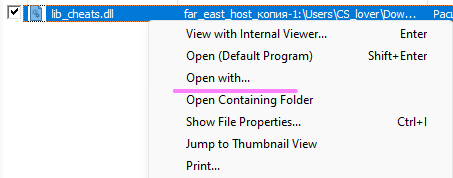 lib_cheats.dll far_east_host_копия-1:\Users\CS_lover\Dow... Рас
View with Internal Viewer... Enter
Open (Default Program) Shift+Enter
Open with...
Open Containing Folder
Show File Properties... Ctrl+I
Jump to Thumbnail View
Print...